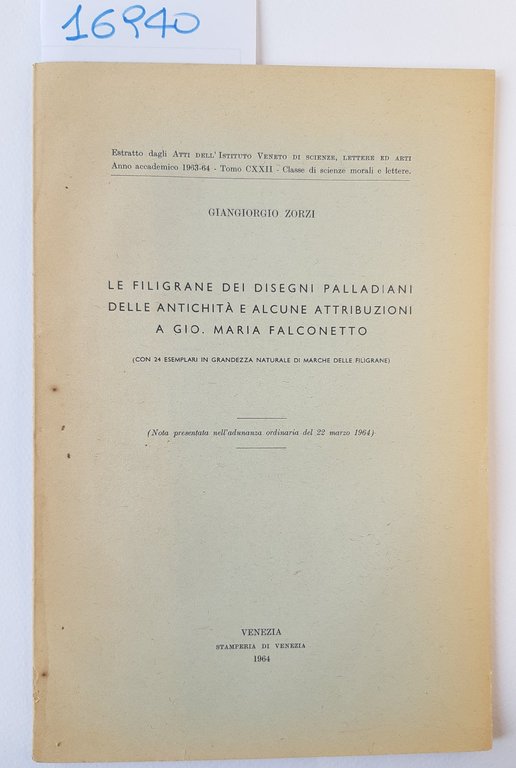 16940
Estratto dagli ATTI DELL'ISTITUTO VENETO DI SCIENZE, LETTERE ED ARTI
Anno accademico 1963-64 - Tomo CXXII - Classe di scienze morali e lettere.
GIANGIORGIO ZORZI
LE FILIGRANE DEI DISEGNI PALLADIANI
DELLE ANTICHITÀ E ALCUNE ATTRIBUZIONI
A GIO. MARIA FALCONETTO
(CON 24 ESEMPLARI IN GRANDEZZA NATURALE DI MARCHE DELLE FILIGRANE)
(Nota presentata nell'adunanza ordinaria del 22 marzo 1964)
VENEZIA
STAMPERIA DI VENEZIA
1964